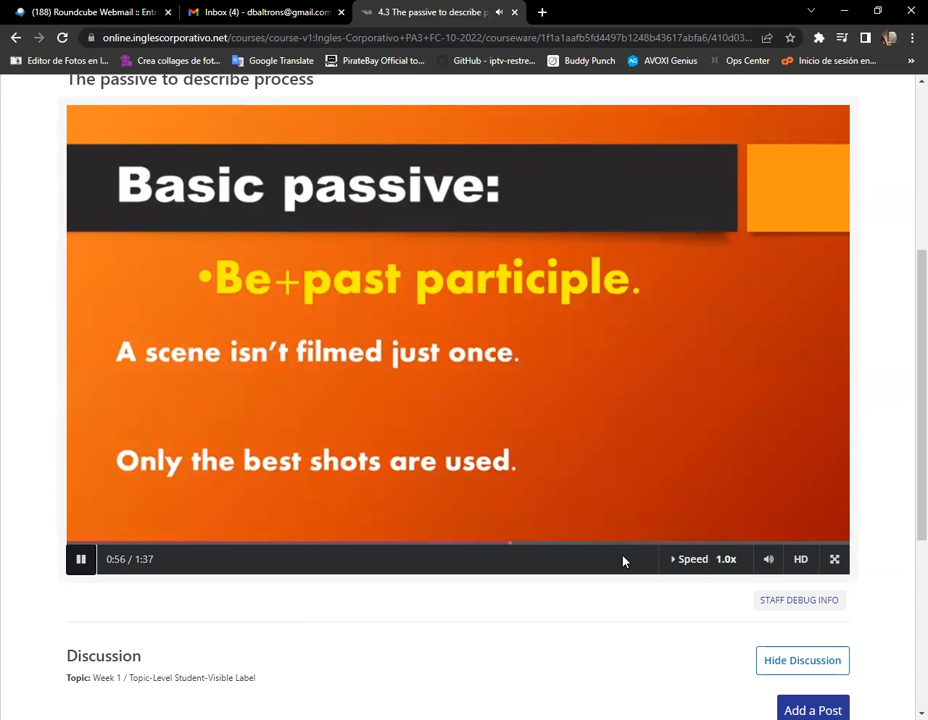 (188) Roundcube Webmail :: Entr
Inbox (4) - dbaltrons@gmail.com
4.3 The passive to describe p
online.inglescorporativo.net/courses/course-v1:Ingles-Corporativo+PA3+FC-10-2022/courseware/1f1a1aafb5fd4497b1248b43617abfa6/410d03...
Editor de Fotos en l...
Crea collages de fot...
Google Translate
PirateBay Official to...
GitHub - iptv-restre...
Buddy Punch
AVOXI Genius
Ops Center
Inicio de sesión en...
»
The passive to describe process
Basic passive:
•Be+past participle.
A scene isn't filmed just once.
Only the best shots are used.
0:56 / 1:37
Speed 1.0x
HD
STAFF DEBUG INFO
Discussion
Hide Discussion
Topic: Week 1 / Topic-Level Student-Visible Label
Add a Post